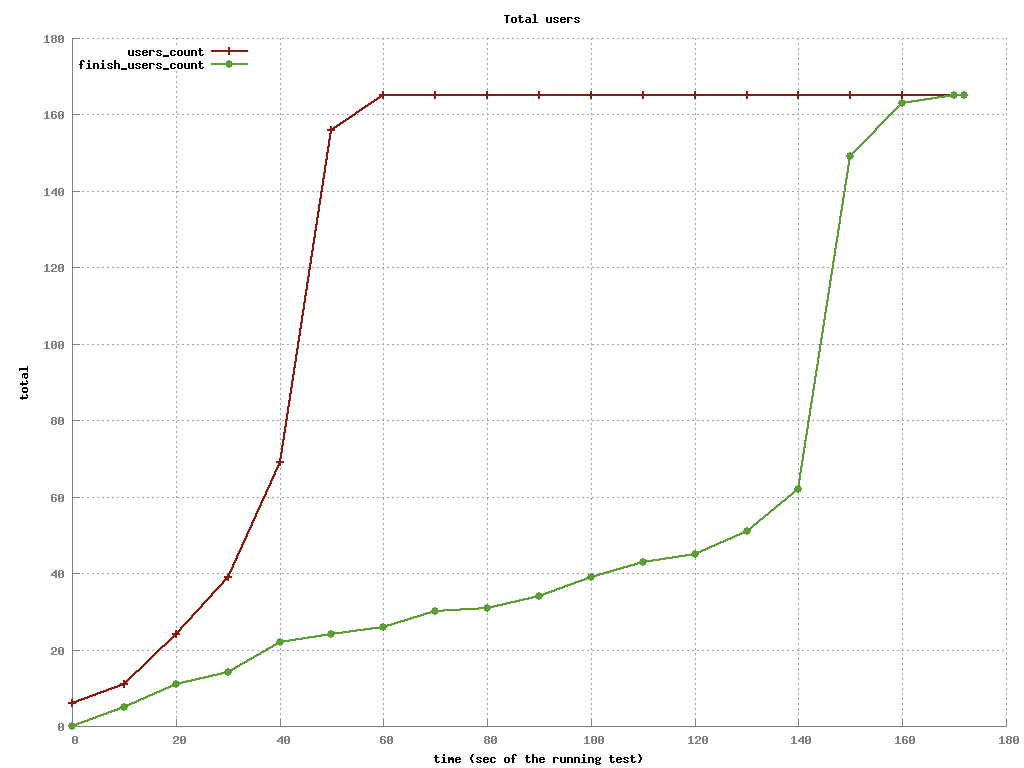 Total users
users_count
finish_users_count
180
160
140
120
100
80
60
40
20
0
total
0 20 40 60 80 100 120 140 160 180
time (sec of the running test)